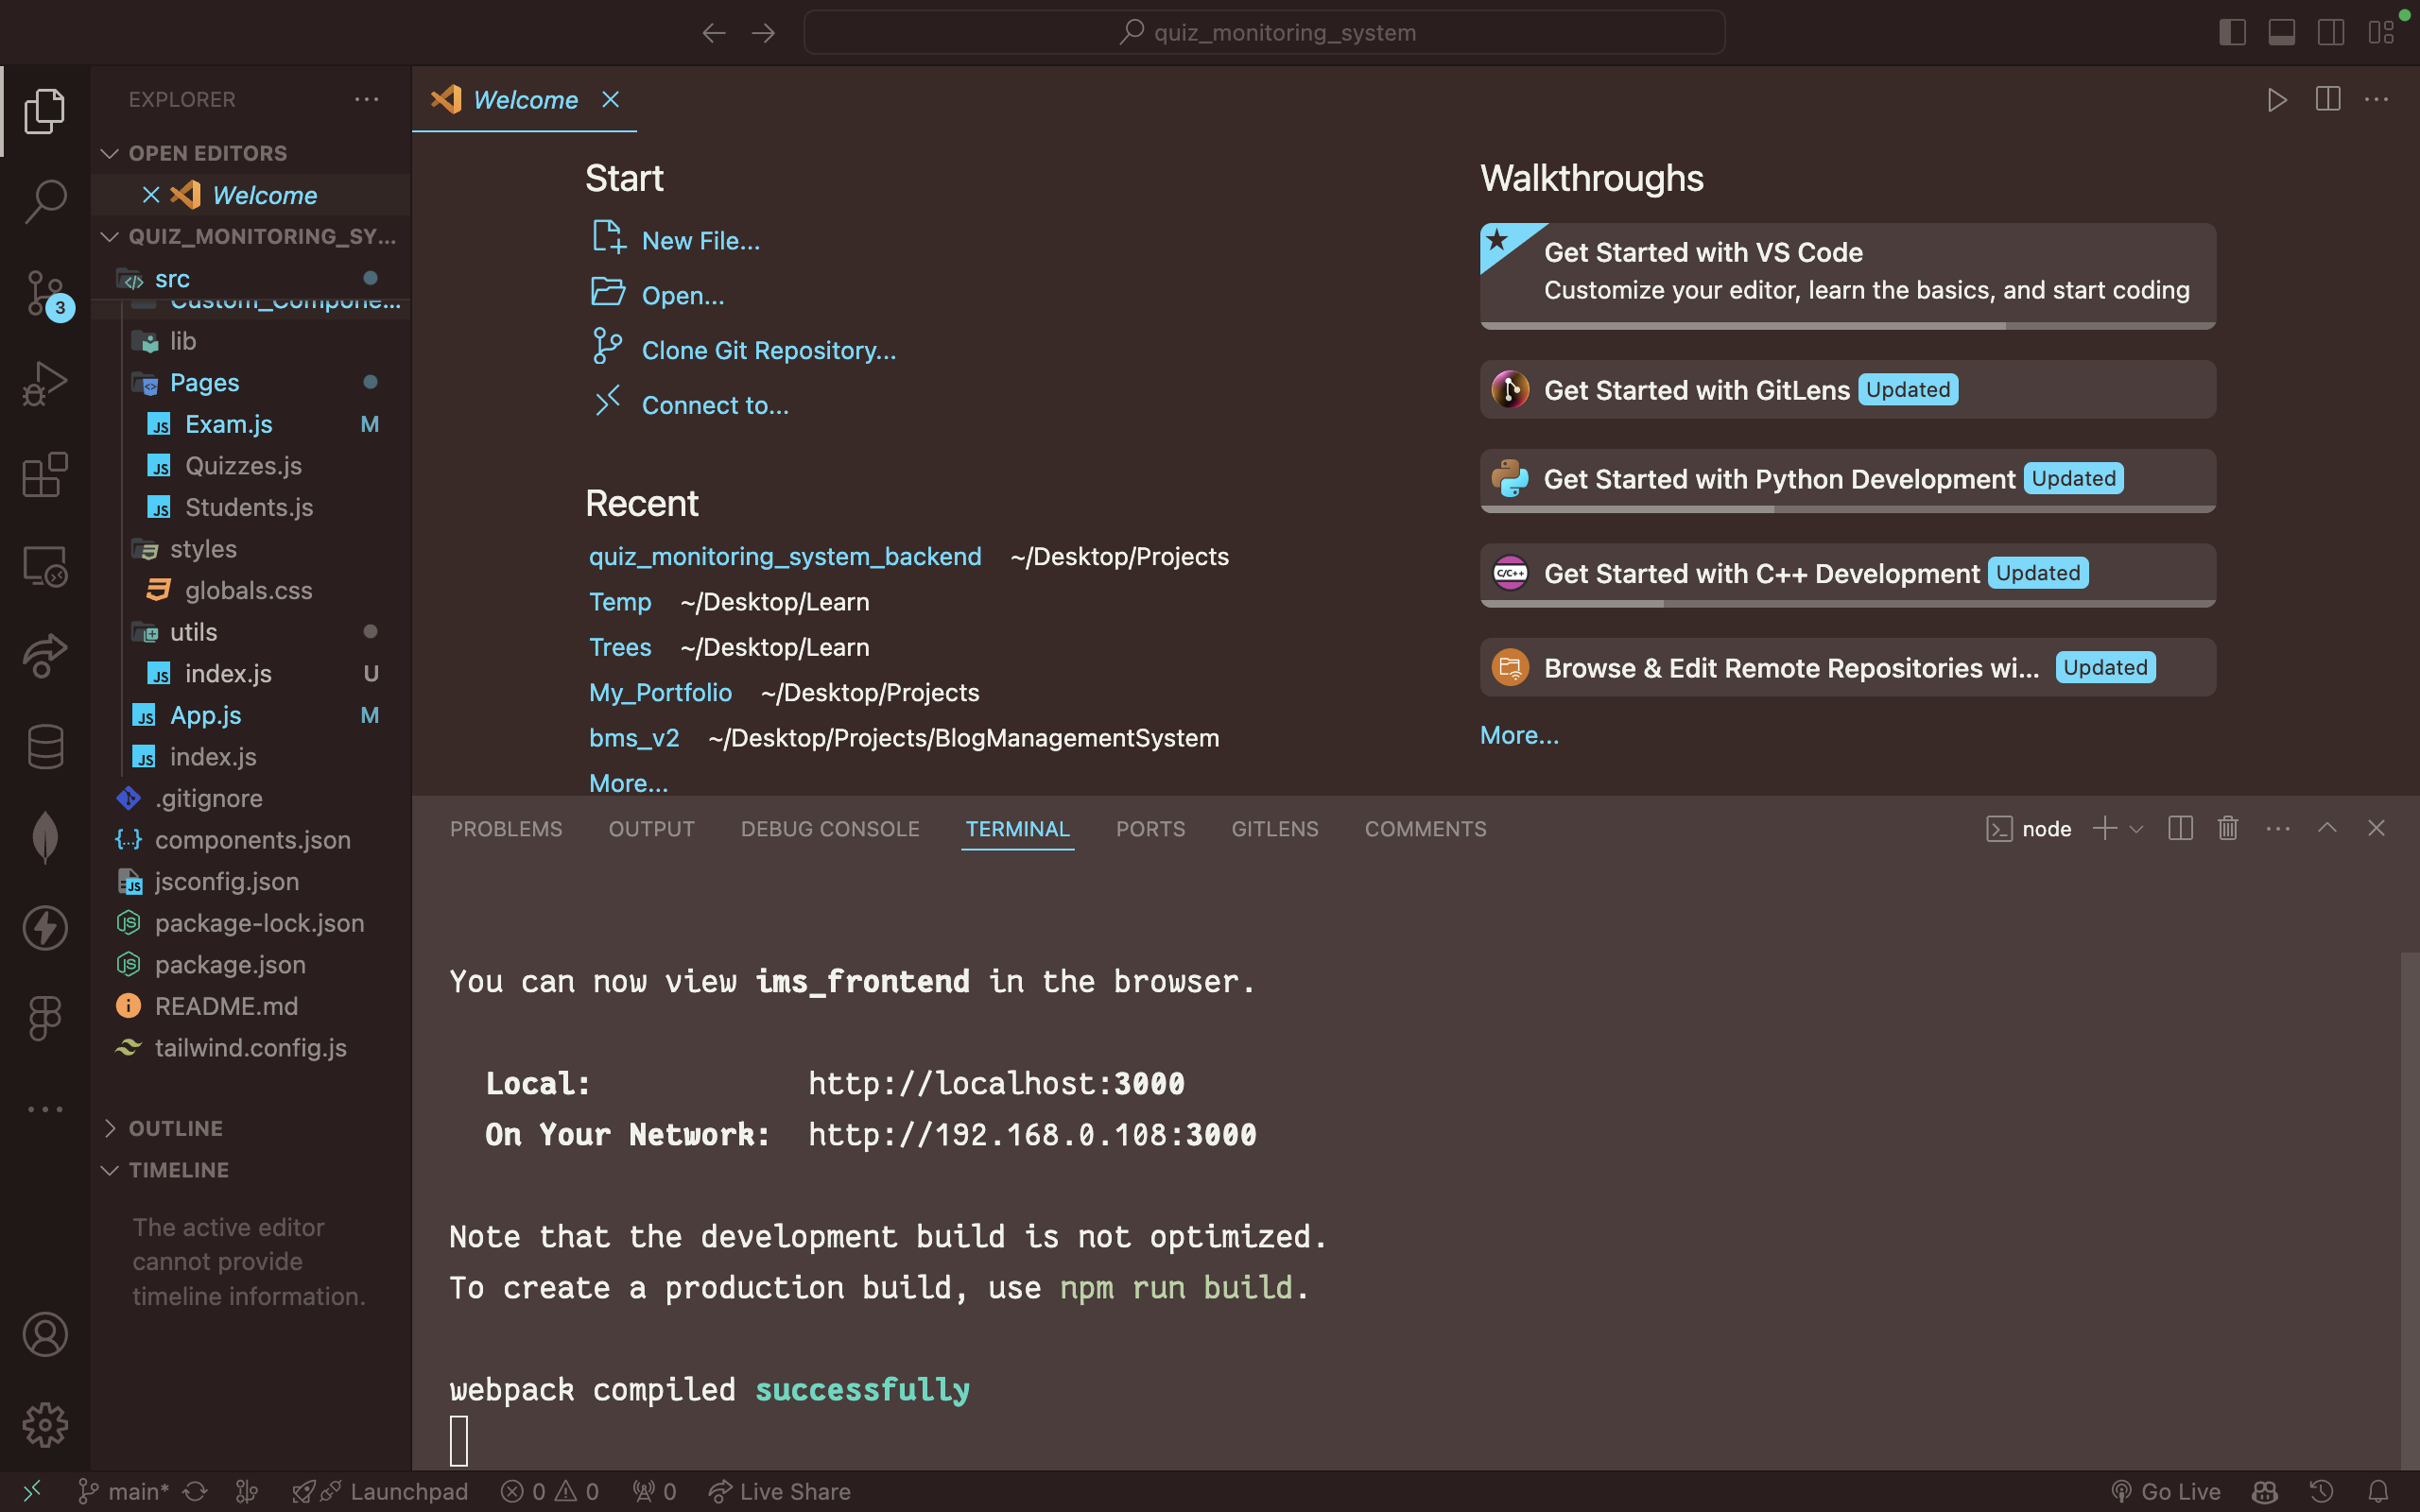 quiz_monitoring_system
EXPLORER
OPEN EDITORS
Welcome
QUIZ_MONITORING_SY...
src
Custom_Compone...
lib
Pages
Exam.js M
Quizzes.js
Students.js
styles
globals.css
utils
index.js U
App.js M
index.js
.gitignore
components.json
jsconfig.json
package-lock.json
package.json
README.md
tailwind.config.js
OUTLINE
TIMELINE
The active editor
cannot provide
timeline information.
3
Welcome
Start
New File...
Open...
Clone Git Repository...
Connect to...
Recent
quiz_monitoring_system_backend ~/Desktop/Projects
Temp ~/Desktop/Learn
Trees ~/Desktop/Learn
My_Portfolio ~/Desktop/Projects
bms_v2 ~/Desktop/Projects/BlogManagementSystem
More...
Walkthroughs
Get Started with VS Code
Customize your editor, learn the basics, and start coding
Get Started with GitLens Updated
Get Started with Python Development Updated
C/C++ Get Started with C++ Development Updated
Browse & Edit Remote Repositories wi... Updated
More...
PROBLEMS OUTPUT DEBUG CONSOLE TERMINAL PORTS GITLENS COMMENTS node
You can now view ims_frontend in the browser.
Local: http://localhost:3000
On Your Network: http://192.168.0.108:3000
Note that the development build is not optimized.
To create a production build, use npm run build.
webpack compiled successfully
main* Launchpad 0 0 0 Live Share Go Live